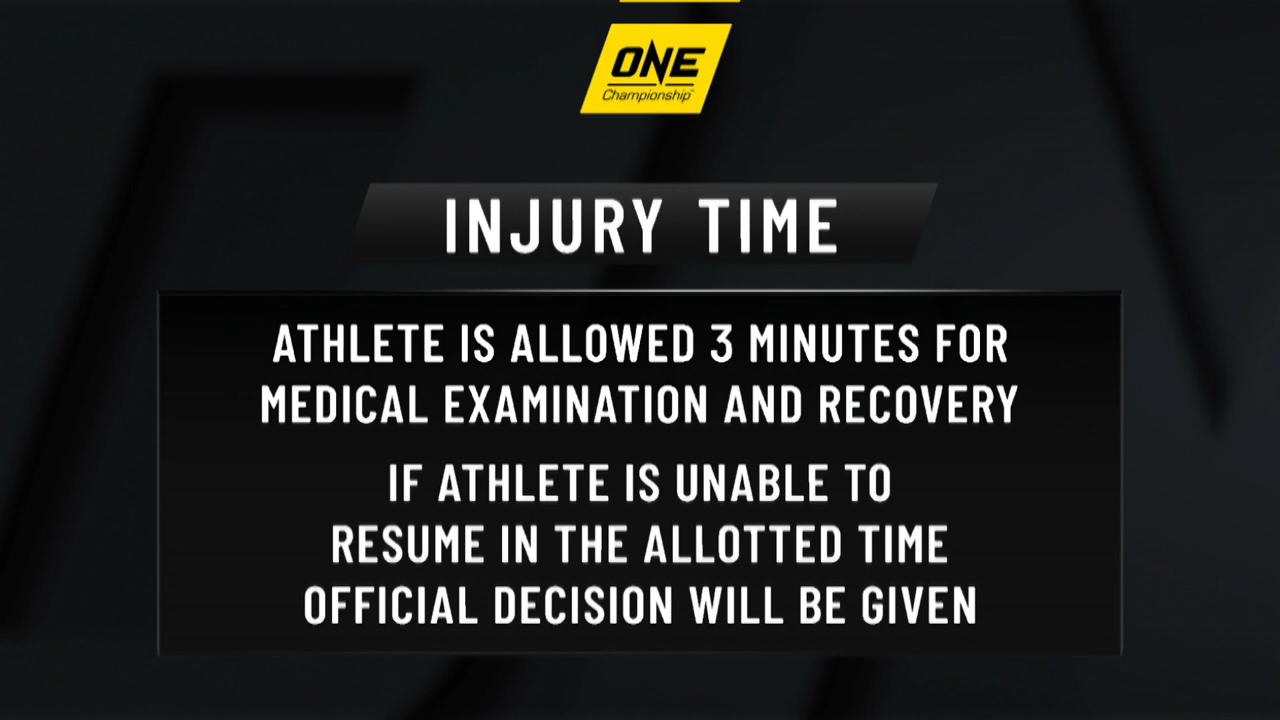 ONE
Championship™
INJURY TIME
ATHLETE IS ALLOWED 3 MINUTES FOR
MEDICAL EXAMINATION AND RECOVERY
IF ATHLETE IS UNABLE TO
RESUME IN THE ALLOTTED TIME
OFFICIAL DECISION WILL BE GIVEN